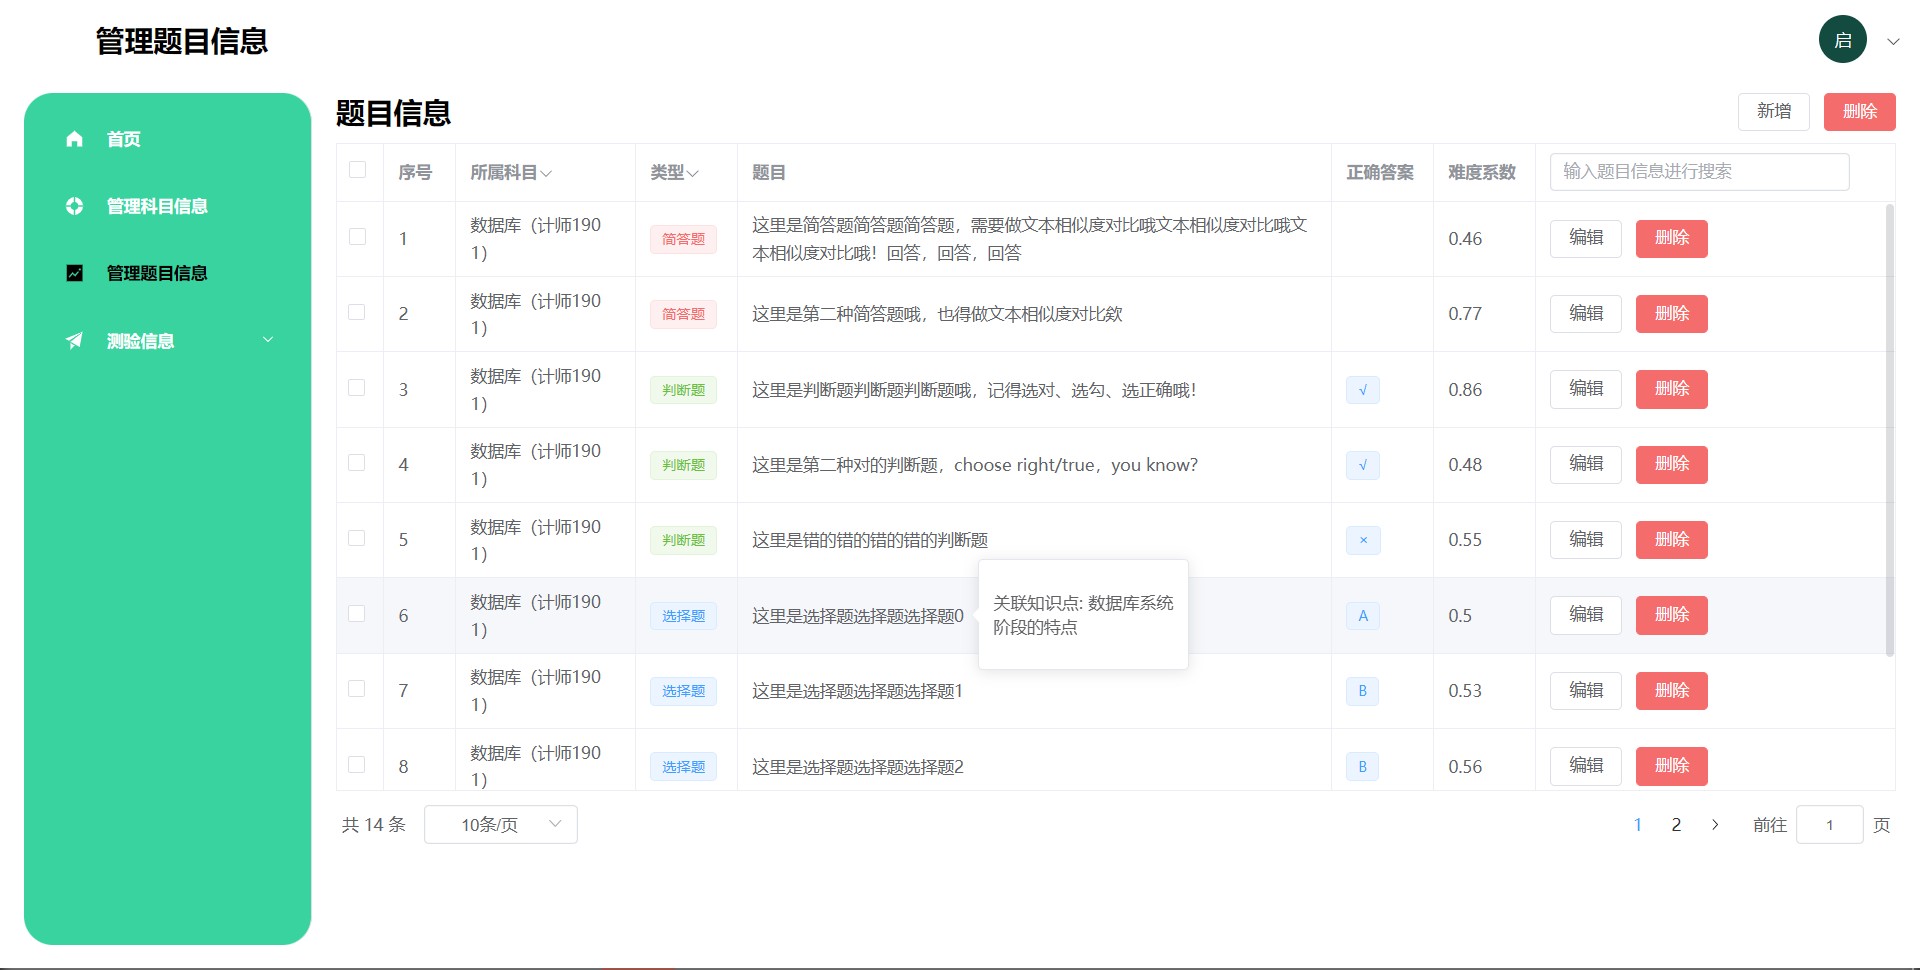 管理题目信息
启
首页
管理科目信息
管理题目信息
测验信息
题目信息
新增
删除
序号 所属科目 类型 题目 正确答案 难度系数 输入题目信息进行搜索
1 数据库（计师1901） 简答题 这里是简答题简答题简答题，需要做文本相似度对比哦文本相似度对比哦文
本相似度对比哦！回答，回答，回答 0.46 编辑 删除
2 数据库（计师1901） 简答题 这里是第二种简答题哦，也得做文本相似度对比欸 0.77 编辑 删除
3 数据库（计师1901） 判断题 这里是判断题判断题判断题哦，记得选对、选勾、选正确哦！ √ 0.86 编辑 删除
4 数据库（计师1901） 判断题 这里是第二种对的判断题，choose right/true，you know? √ 0.48 编辑 删除
5 数据库（计师1901） 判断题 这里是错的错的错的错的判断题 × 0.55 编辑 删除
6 数据库（计师1901） 选择题 这里是选择题选择题选择题0 A 0.5 编辑 删除
关联知识点: 数据库系统
阶段的特点
7 数据库（计师1901） 选择题 这里是选择题选择题选择题1 B 0.53 编辑 删除
8 数据库（计师1901） 选择题 这里是选择题选择题选择题2 B 0.56 编辑 删除
共 14 条 10条/页 1 2 前往 1 页